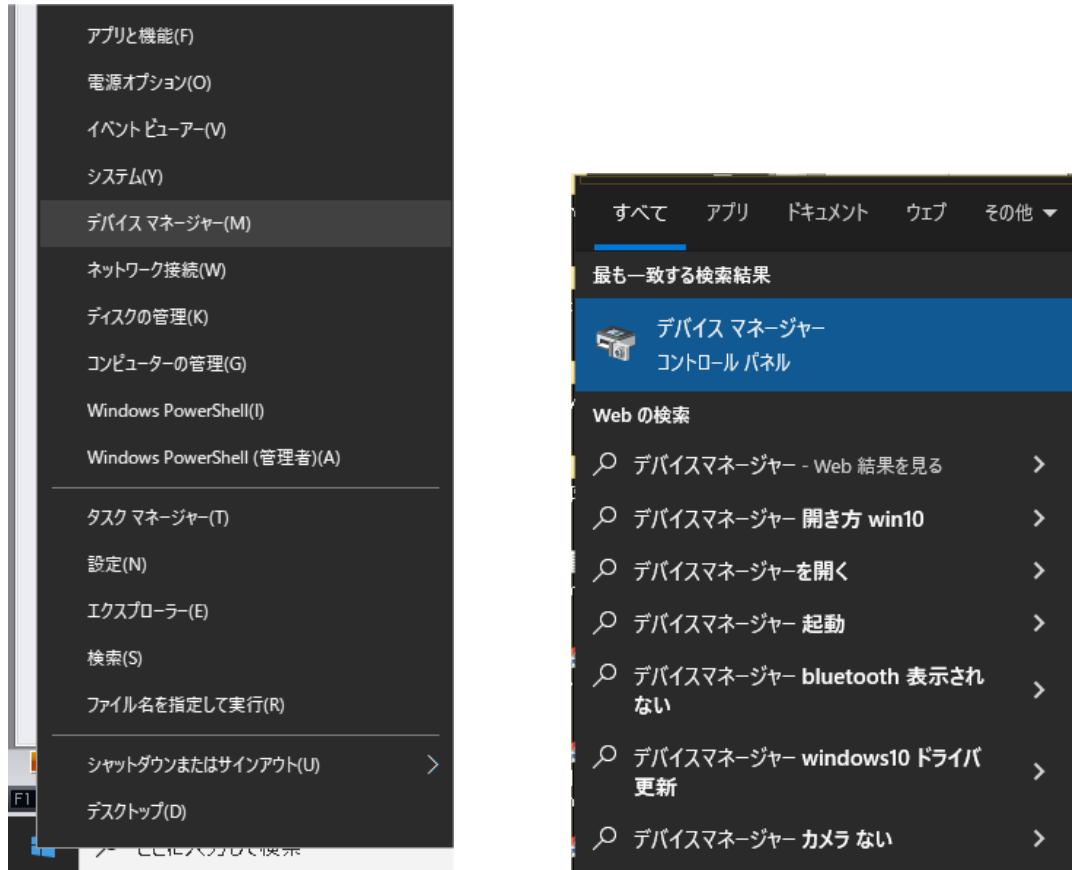 アプリと機能(F)
電源オプション(O)
イベント ビューアー(V)
システム(Y)
デバイス マネージャー(M)
ネットワーク接続(W)
ディスクの管理(K)
コンピューターの管理(G)
Windows PowerShell(I)
Windows PowerShell (管理者)(A)
タスク マネージャー(T)
設定(N)
エクスプローラー(E)
検索(S)
ファイル名を指定して実行(R)
シャットダウンまたはサインアウト(U)
デスクトップ(D)
F1
すべて アプリ ドキュメント ウェブ その他
最も一致する検索結果
デバイス マネージャー
コントロール パネル
Web の検索
デバイスマネージャー - Web 結果を見る
デバイスマネージャー 開き方 win10
デバイスマネージャーを開く
デバイスマネージャー 起動
デバイスマネージャー bluetooth 表示され
ない
デバイスマネージャー windows10 ドライバ
更新
デバイスマネージャー カメラ ない